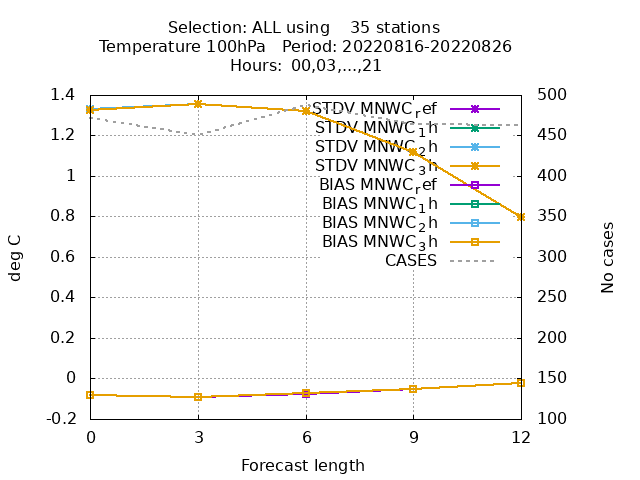 Selection: ALL using    35 stations
Temperature 100hPa   Period: 20220816-20220826
Hours: 00,03,...,21
1.4
1.2
1
0.8
0.6
0.4
0.2
0
-0.2
deg C
STDV MNWC_ref
STDV MNWC_1h
STDV MNWC_2h
STDV MNWC_3h
BIAS MNWC_ref
BIAS MNWC_1h
BIAS MNWC_2h
BIAS MNWC_3h
CASES
500
450
400
350
300
250
200
150
100
No cases
0 3 6 9 12
Forecast length